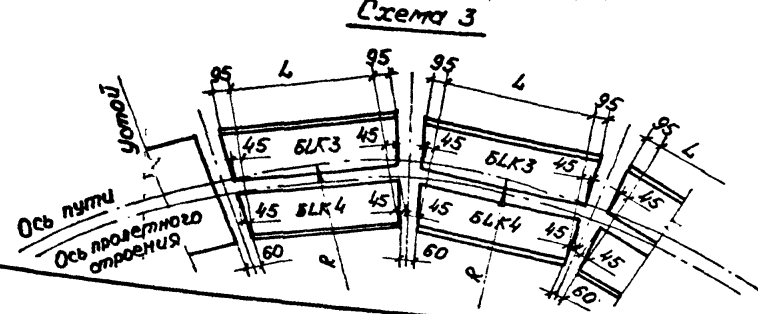 Схема 3
95 L 95 95 L 95 95 L
Устой
45 БLК3 45 45 БLК3 45 45
Ось пути
Ось пролетного
строения
45 БLК4 45 45 БLК4 45 45
60 R 60 R 60